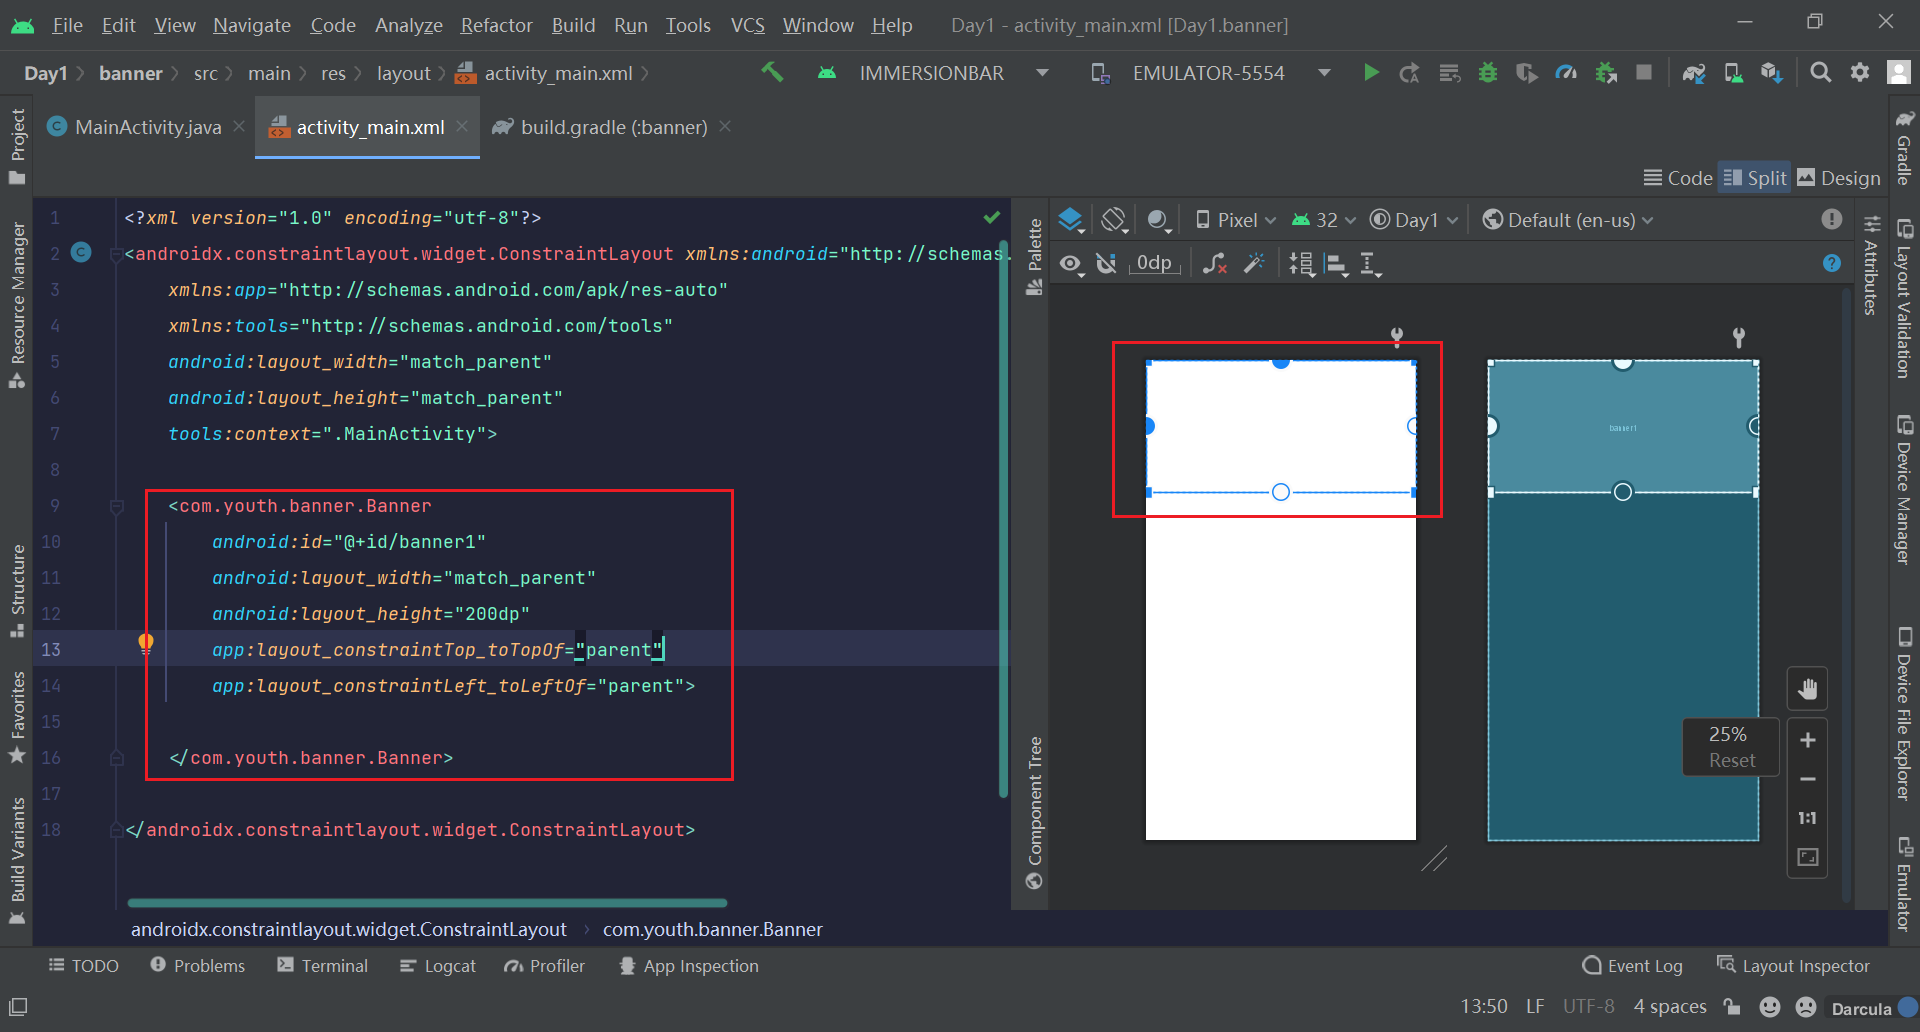 File Edit View Navigate Code Analyze Refactor Build Run Tools VCS Window Help Day1 - activity_main.xml [Day1.banner]
Day1 banner src main res layout activity_main.xml IMMERSIONBAR EMULATOR-5554
MainActivity.java activity_main.xml build.gradle (:banner)
Code Split Design
Project
Resource Manager
Structure
Favorites
Build Variants
1 <?xml version="1.0" encoding="utf-8"?>
2 <androidx.constraintlayout.widget.ConstraintLayout xmlns:android="http://schemas.
3 xmlns:app="http://schemas.android.com/apk/res-auto"
4 xmlns:tools="http://schemas.android.com/tools"
5 android:layout_width="match_parent"
6 android:layout_height="match_parent"
7 tools:context=".MainActivity">
8
9 <com.youth.banner.Banner
10 android:id="@+id/banner1"
11 android:layout_width="match_parent"
12 android:layout_height="200dp"
13 app:layout_constraintTop_toTopOf="parent"
14 app:layout_constraintLeft_toLeftOf="parent">
15
16 </com.youth.banner.Banner>
17
18 </androidx.constraintlayout.widget.ConstraintLayout>
androidx.constraintlayout.widget.ConstraintLayout com.youth.banner.Banner
Palette
Component Tree
Pixel 32 Day1 Default (en-us)
0dp
banner1
25%
Reset
1:1
Attributes
Gradle
Layout Validation
Device Manager
Device File Explorer
Emulator
TODO Problems Terminal Logcat Profiler App Inspection Event Log Layout Inspector
13:50 LF UTF-8 4 spaces Darcula